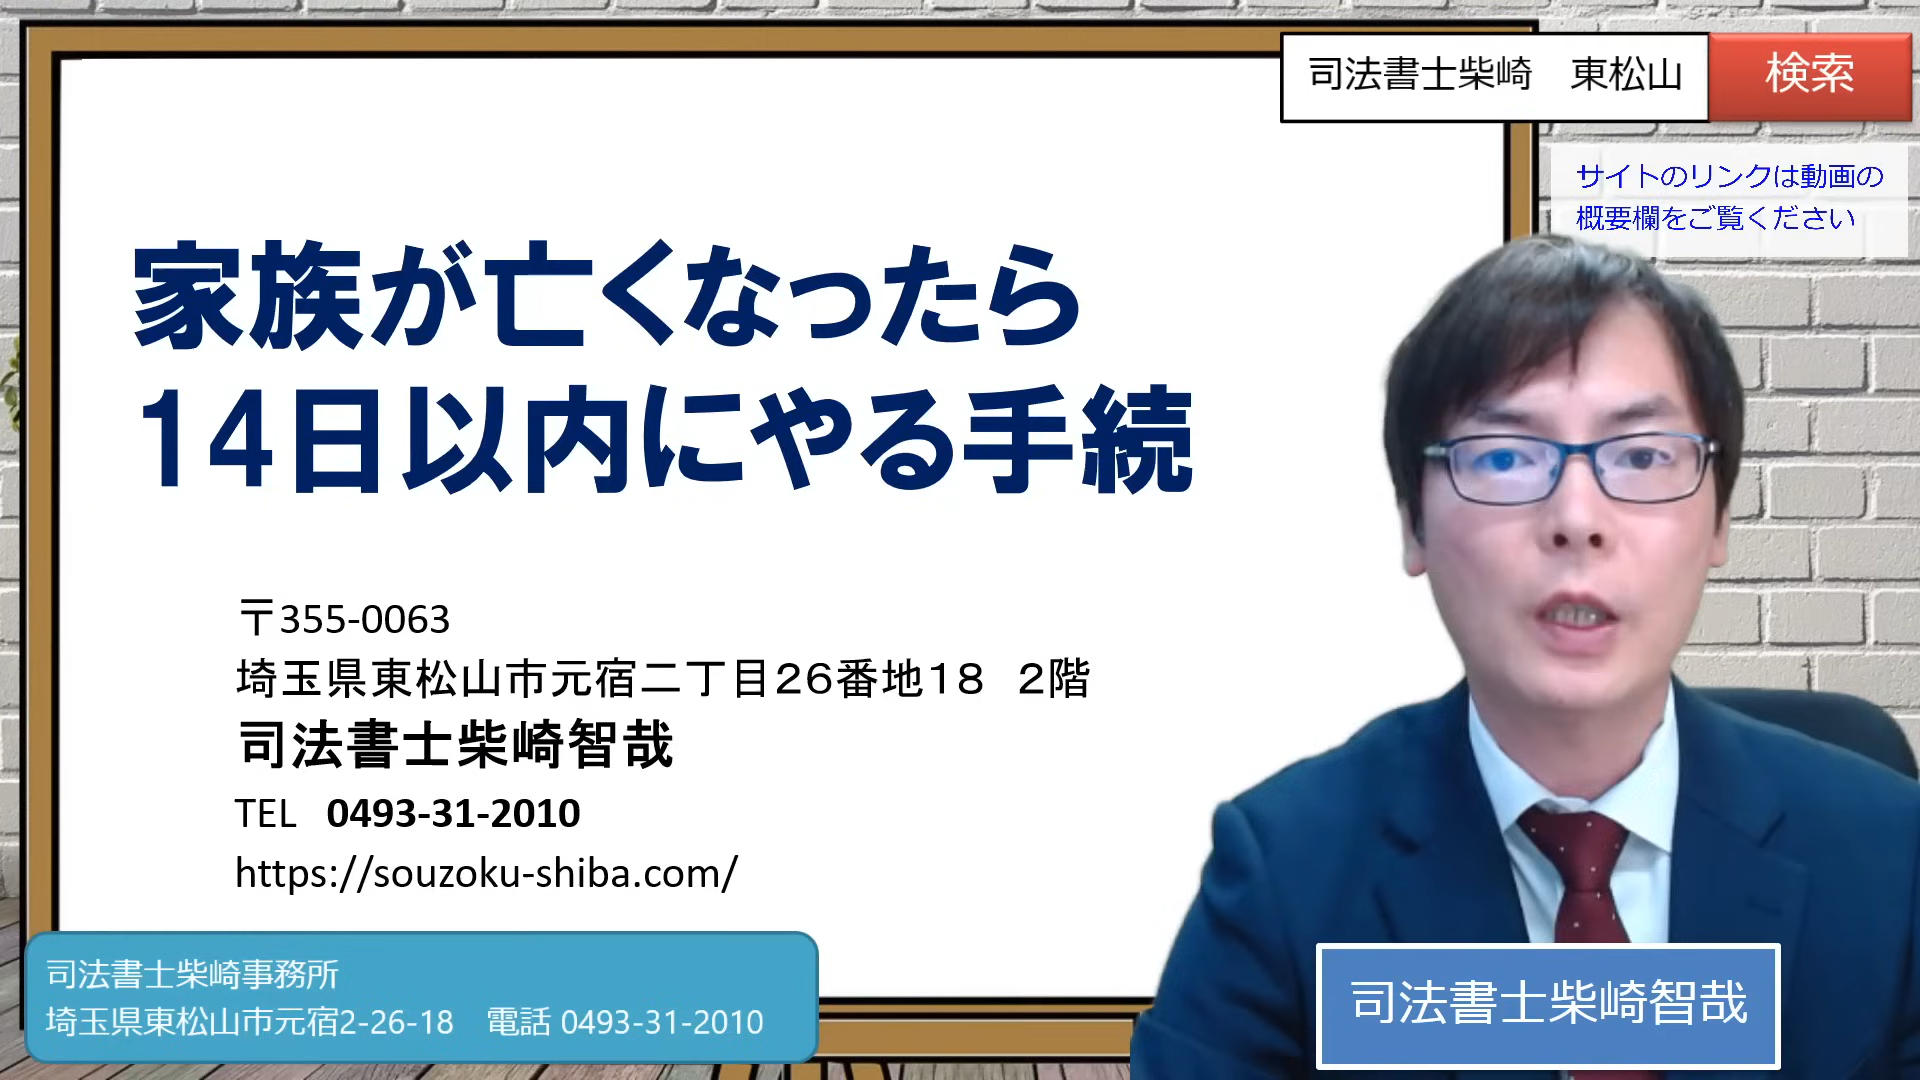 司法書士柴崎　東松山
検索
サイトのリンクは動画の
概要欄をご覧ください
家族が亡くなったら
14日以内にやる手続
〒355-0063
埼玉県東松山市元宿二丁目２６番地１８　２階
司法書士柴崎智哉
TEL 0493-31-2010
https://souzoku-shiba.com/
司法書士柴崎事務所
埼玉県東松山市元宿2-26-18　電話 0493-31-2010
司法書士柴崎智哉